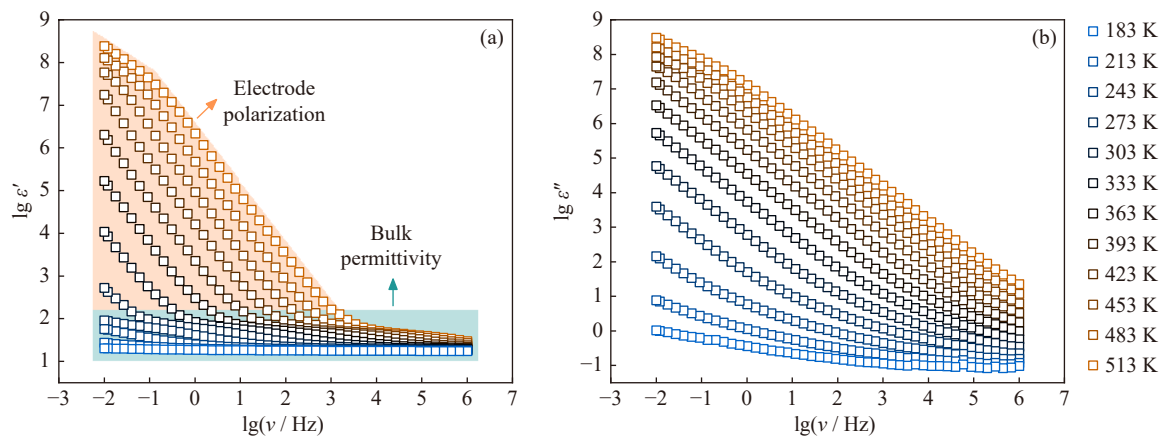 (a)
Electrode
polarization
Bulk
permittivity
lg ε′
9
8
7
6
5
4
3
2
1
−3 −2 −1 0 1 2 3 4 5 6 7
lg(ν / Hz)
(b)
lg ε″
9
8
7
6
5
4
3
2
1
0
−1
−3 −2 −1 0 1 2 3 4 5 6 7
lg(ν / Hz)
183 K
213 K
243 K
273 K
303 K
333 K
363 K
393 K
423 K
453 K
483 K
513 K